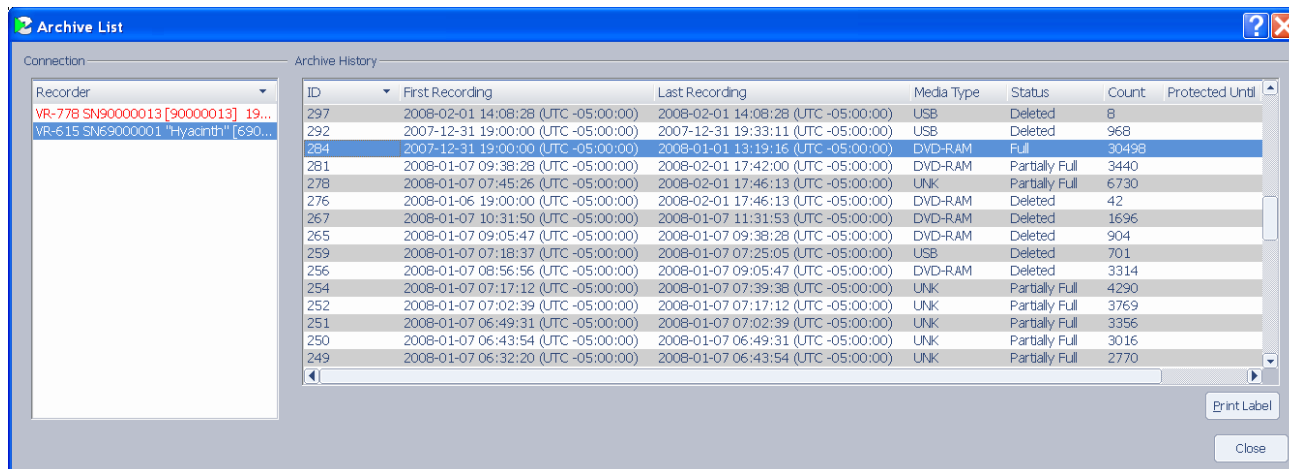 Archive List
Connection
Archive History
Recorder
VR-778 SN90000013 [90000013] 19...
VR-615 SN69000001 "Hyacinth" [690...
ID First Recording Last Recording Media Type Status Count Protected Until
297 2008-02-01 14:08:28 (UTC -05:00:00) 2008-02-01 14:08:28 (UTC -05:00:00) USB Deleted 8
292 2007-12-31 19:00:00 (UTC -05:00:00) 2007-12-31 19:33:11 (UTC -05:00:00) USB Deleted 968
284 2007-12-31 19:00:00 (UTC -05:00:00) 2008-01-01 13:19:16 (UTC -05:00:00) DVD-RAM Full 30498
281 2008-01-07 09:38:28 (UTC -05:00:00) 2008-02-01 17:42:00 (UTC -05:00:00) DVD-RAM Partially Full 3440
278 2008-01-07 07:45:26 (UTC -05:00:00) 2008-02-01 17:46:13 (UTC -05:00:00) UNK Partially Full 6730
276 2008-01-06 19:00:00 (UTC -05:00:00) 2008-02-01 17:46:13 (UTC -05:00:00) DVD-RAM Deleted 42
267 2008-01-07 10:31:50 (UTC -05:00:00) 2008-01-07 11:31:53 (UTC -05:00:00) DVD-RAM Deleted 1696
265 2008-01-07 09:05:47 (UTC -05:00:00) 2008-01-07 09:38:28 (UTC -05:00:00) DVD-RAM Deleted 904
259 2008-01-07 07:18:37 (UTC -05:00:00) 2008-01-07 07:25:05 (UTC -05:00:00) USB Deleted 701
256 2008-01-07 08:56:56 (UTC -05:00:00) 2008-01-07 09:05:47 (UTC -05:00:00) DVD-RAM Deleted 3314
254 2008-01-07 07:17:12 (UTC -05:00:00) 2008-01-07 07:39:38 (UTC -05:00:00) UNK Partially Full 4290
252 2008-01-07 07:02:39 (UTC -05:00:00) 2008-01-07 07:17:12 (UTC -05:00:00) UNK Partially Full 3769
251 2008-01-07 06:49:31 (UTC -05:00:00) 2008-01-07 07:02:39 (UTC -05:00:00) UNK Partially Full 3356
250 2008-01-07 06:43:54 (UTC -05:00:00) 2008-01-07 06:49:31 (UTC -05:00:00) UNK Partially Full 3016
249 2008-01-07 06:32:20 (UTC -05:00:00) 2008-01-07 06:43:54 (UTC -05:00:00) UNK Partially Full 2770
Print Label
Close